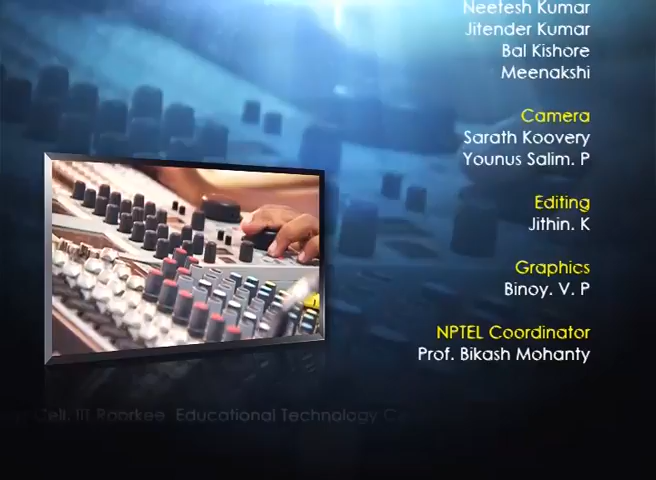 Neetesh Kumar
Jitender Kumar
Bal Kishore
Meenakshi
Camera
Sarath Koovery
Younus Salim. P
Editing
Jithin. K
Graphics
Binoy. V. P
NPTEL Coordinator
Prof. Bikash Mohanty
Cell, IIT Roorkee Educational Technology